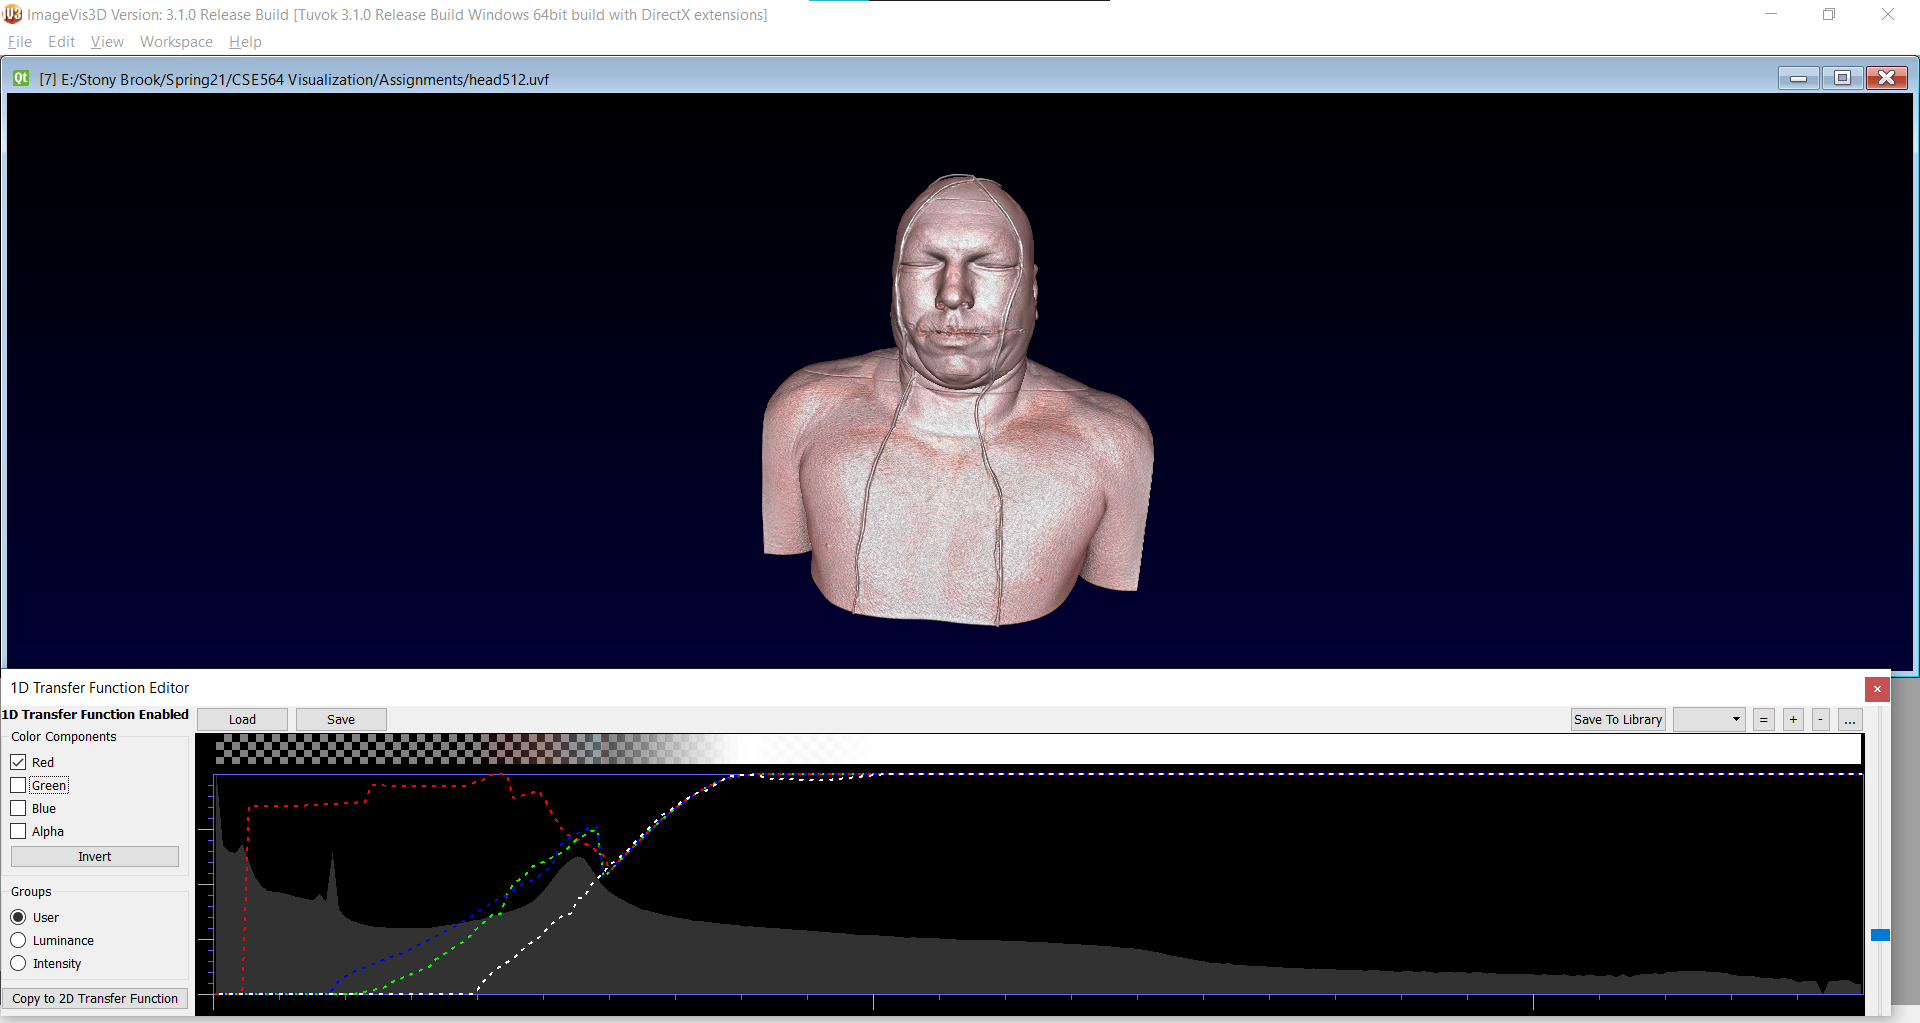 ImageVis3D Version: 3.1.0 Release Build [Tuvok 3.1.0 Release Build Windows 64bit build with DirectX extensions]
File Edit View Workspace Help
[7] E:/Stony Brook/Spring21/CSE564 Visualization/Assignments/head512.uvf
1D Transfer Function Editor
1D Transfer Function Enabled
Load Save Save To Library = + - ...
Color Components
Red
Green
Blue
Alpha
Invert
Groups
User
Luminance
Intensity
Copy to 2D Transfer Function